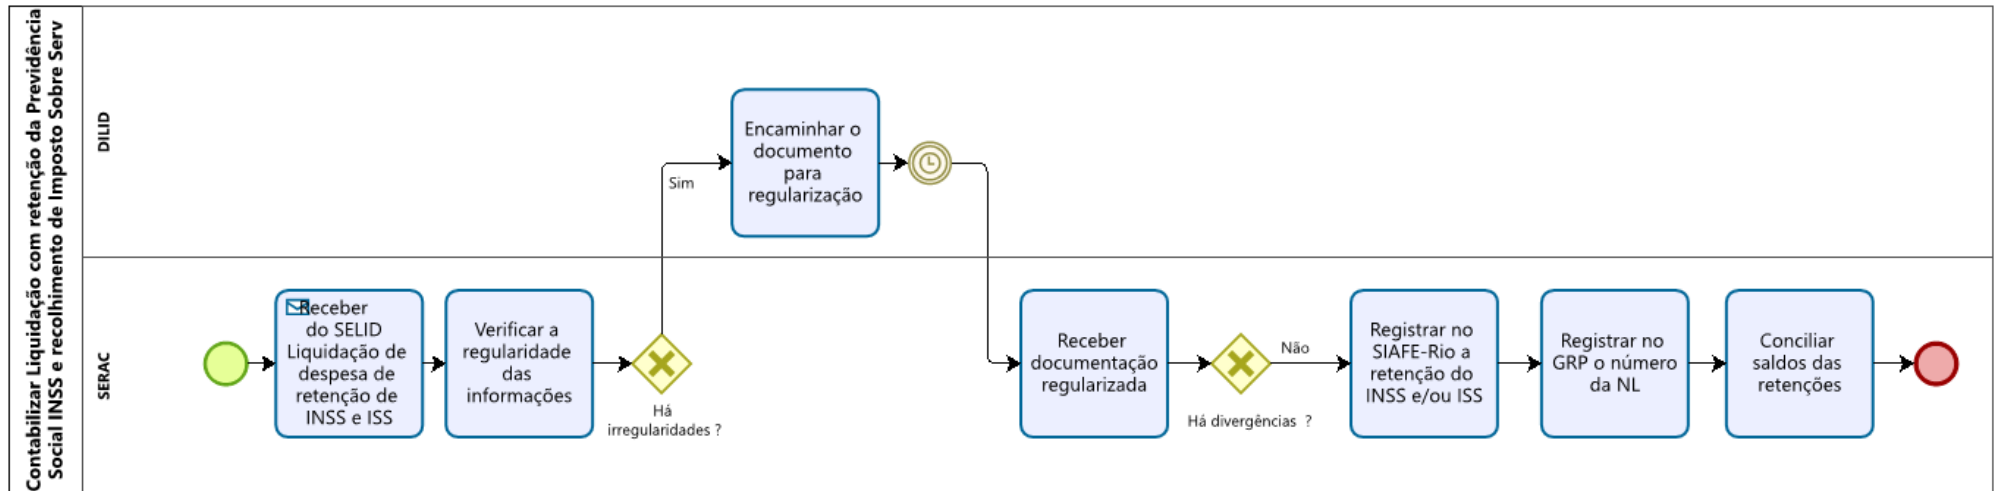 Contabilizar Liquidação com retenção da Previdência
Social INSS e recolhimento de Imposto Sobre Serv
DILID
Encaminhar o
documento
para
regularização
Sim
SERAC
Receber
do SELID
Liquidação de
despesa de
retenção de
INSS e ISS
Verificar a
regularidade
das
informações
Há
irregularidades ?
Receber
documentação
regularizada
Há divergências ?
Não
Registrar no
SIAFE-Rio a
retenção do
INSS e/ou ISS
Registrar no
GRP o número
da NL
Conciliar
saldos das
retenções